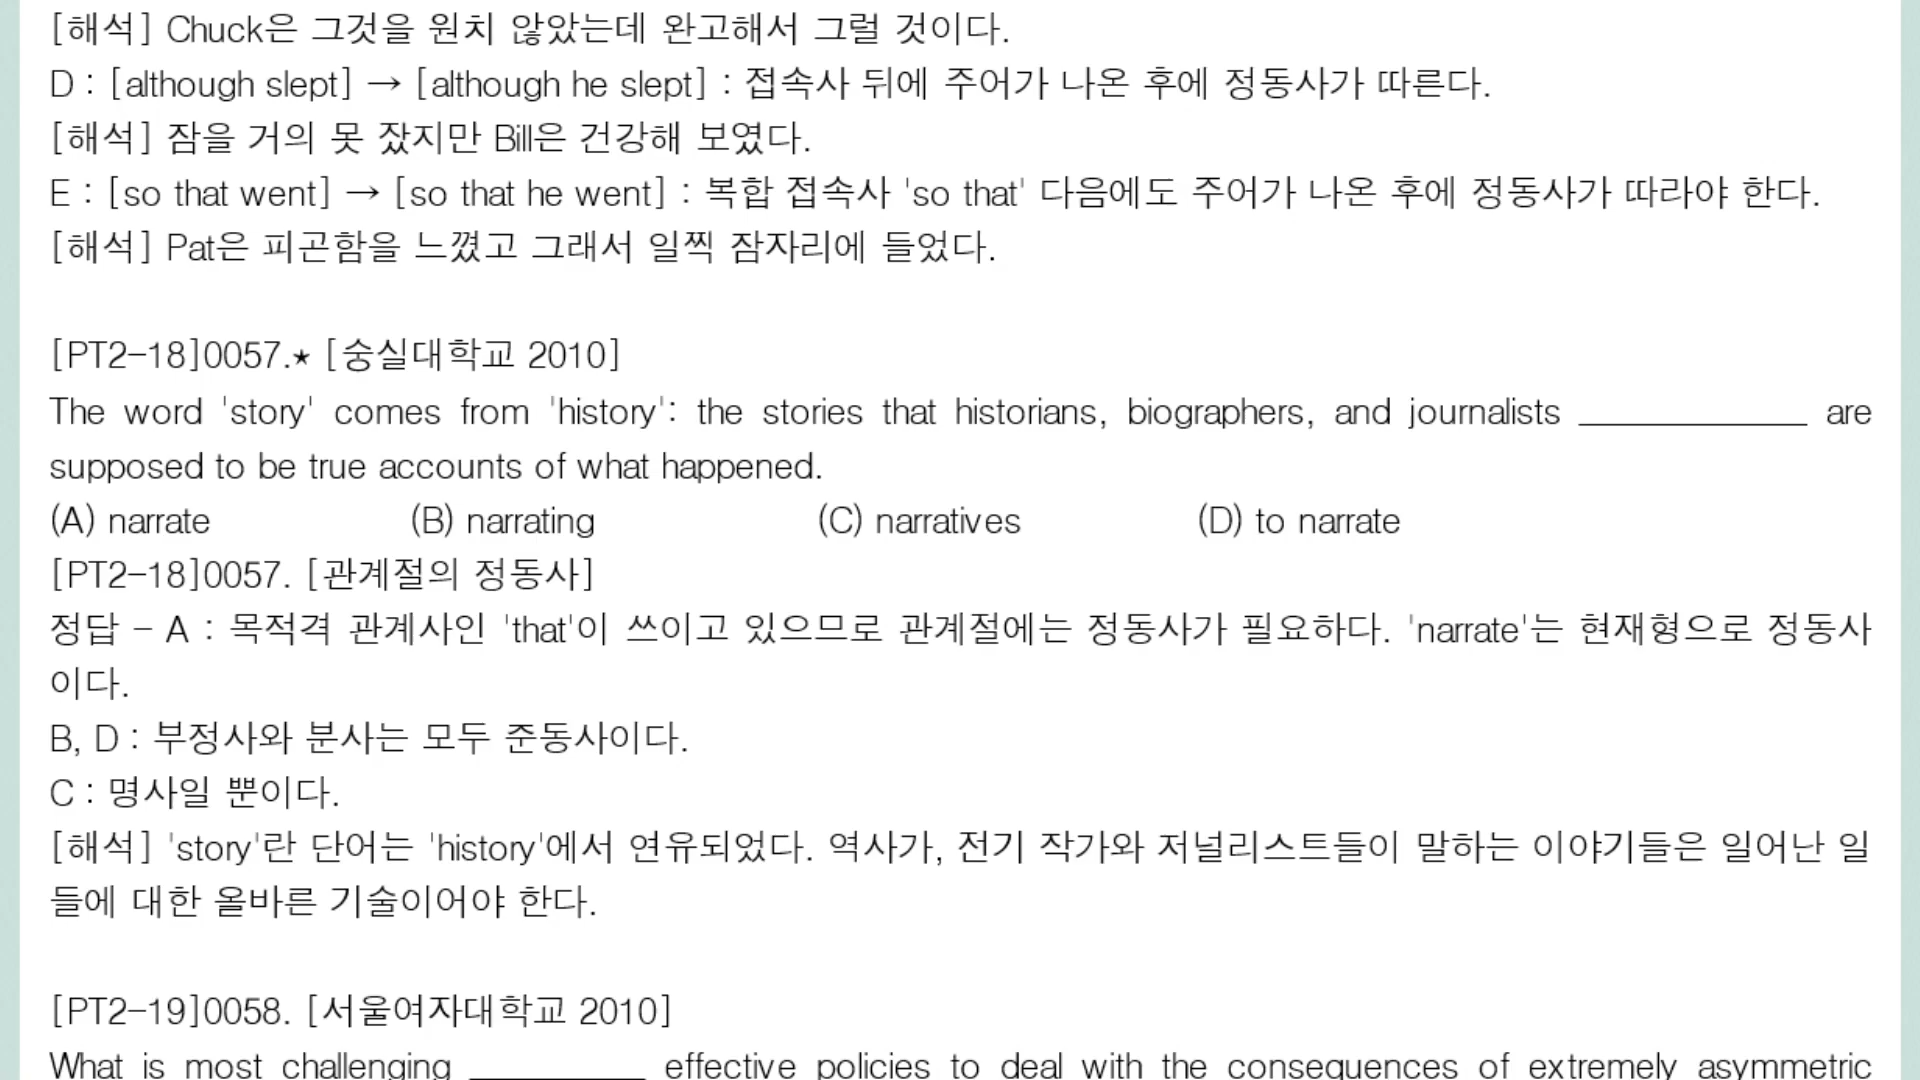 [해석] Chuck은 그것을 원치 않았는데 완고해서 그럴 것이다.
D : [although slept] → [although he slept] : 접속사 뒤에 주어가 나온 후에 정동사가 따른다.
[해석] 잠을 거의 못 잤지만 Bill은 건강해 보였다.
E : [so that went] → [so that he went] : 복합 접속사 'so that' 다음에도 주어가 나온 후에 정동사가 따라야 한다.
[해석] Pat은 피곤함을 느꼈고 그래서 일찍 잠자리에 들었다.
[PT2-18]0057.★ [숭실대학교 2010]
The word 'story' comes from 'history': the stories that historians, biographers, and journalists ____________ are
supposed to be true accounts of what happened.
(A) narrate (B) narrating (C) narratives (D) to narrate
[PT2-18]0057. [관계절의 정동사]
정답 - A : 목적격 관계사인 'that'이 쓰이고 있으므로 관계절에는 정동사가 필요하다. 'narrate'는 현재형으로 정동사
이다.
B, D : 부정사와 분사는 모두 준동사이다.
C : 명사일 뿐이다.
[해석] 'story'란 단어는 'history'에서 연유되었다. 역사가, 전기 작가와 저널리스트들이 말하는 이야기들은 일어난 일
들에 대한 올바른 기술이어야 한다.
[PT2-19]0058. [서울여자대학교 2010]
What is most challenging _________ effective policies to deal with the consequences of extremely asymmetric